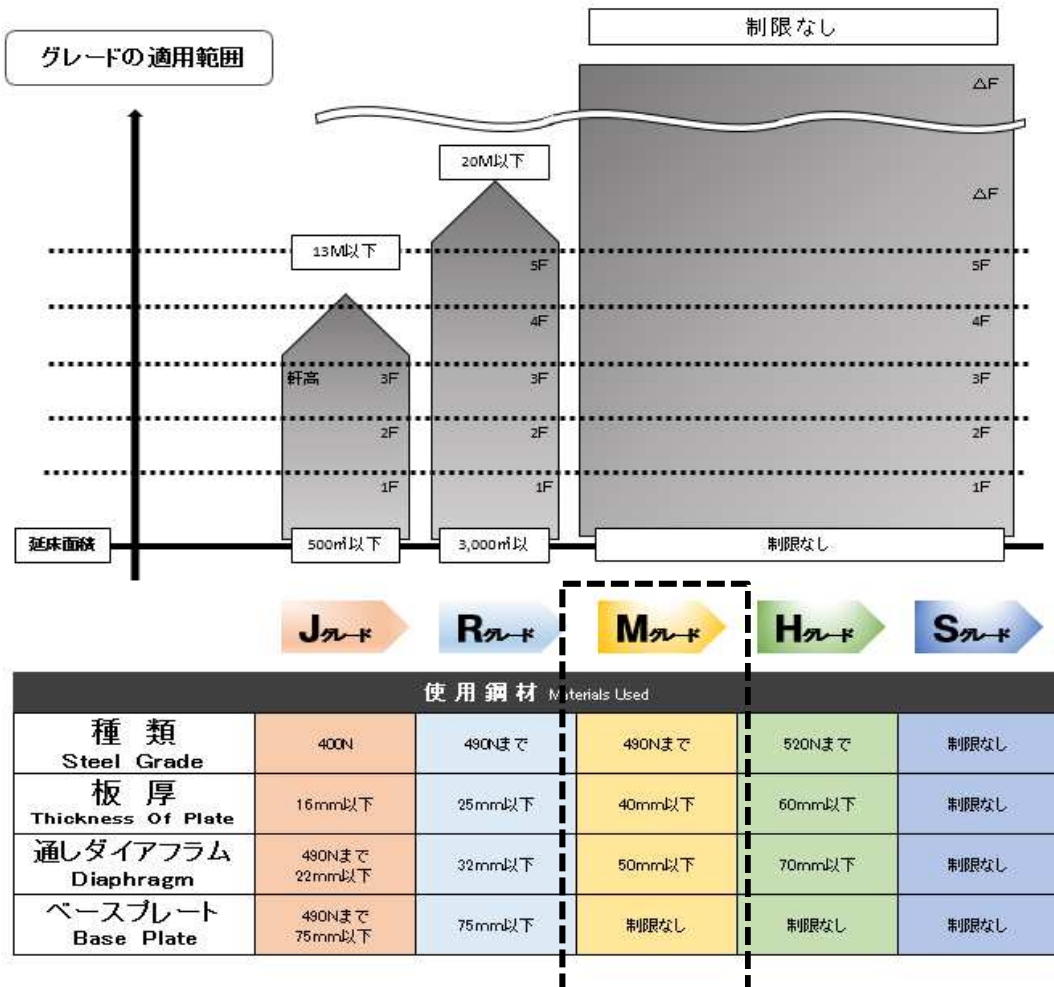 制限なし
グレードの適用範囲
△F
20M以下
△F
13M以下
5F 5F
4F 4F
軒高 3F 3F 3F
2F 2F 2F
1F 1F 1F
延床面積 500㎡以下 3,000㎡以 制限なし
Jグレード Rグレード Mグレード Hグレード Sグレード
使用鋼材 Materials Used
種類 400N 490Nまで 490Nまで 520Nまで 制限なし
Steel Grade
板厚 16mm以下 25mm以下 40mm以下 60mm以下 制限なし
Thickness Of Plate
通しダイアフラム 490Nまで 32mm以下 50mm以下 70mm以下 制限なし
Diaphragm 22mm以下
ベースプレート 490Nまで 75mm以下 制限なし 制限なし 制限なし
Base Plate 75mm以下